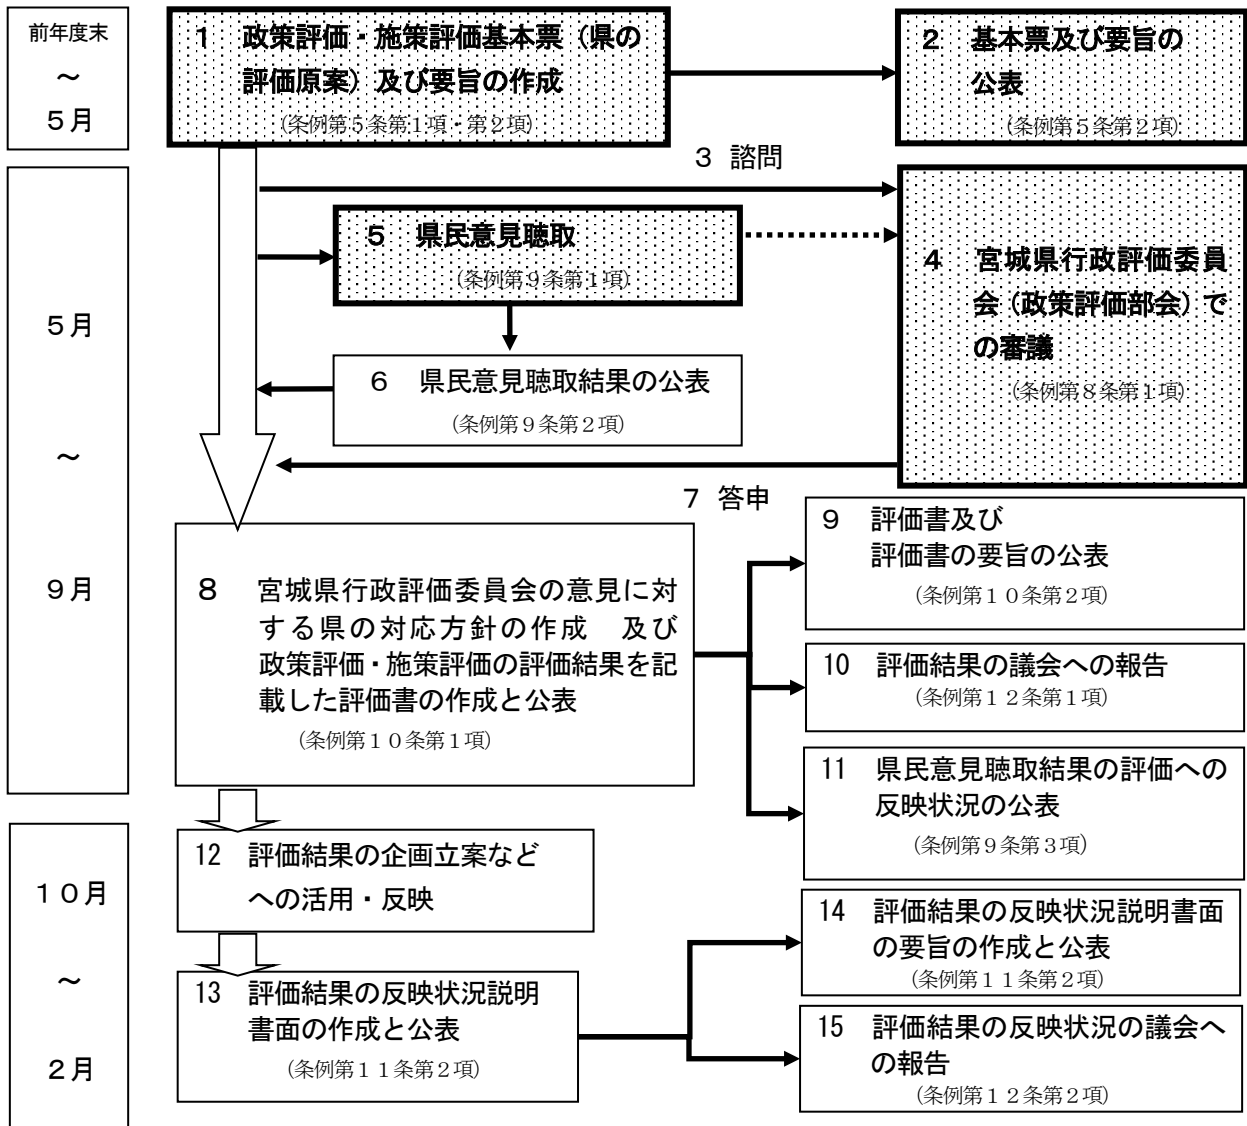 前年度末
～
５月
１　政策評価・施策評価基本票（県の
評価原案）及び要旨の作成
（条例第５条第１項・第２項）
２　基本票及び要旨の
公表
（条例第５条第２項）
３　諮問
５月
～
９月
５　県民意見聴取
（条例第９条第１項）
４　宮城県行政評価委員
会（政策評価部会）で
の審議
（条例第８条第１項）
６　県民意見聴取結果の公表
（条例第９条第２項）
７　答申
８　宮城県行政評価委員会の意見に対
する県の対応方針の作成　及び
政策評価・施策評価の評価結果を記
載した評価書の作成と公表
（条例第１０条第１項）
９　評価書及び
評価書の要旨の公表
（条例第１０条第２項）
10　評価結果の議会への報告
（条例第１２条第１項）
11　県民意見聴取結果の評価への
反映状況の公表
（条例第９条第３項）
１０月
～
２月
12　評価結果の企画立案など
への活用・反映
13　評価結果の反映状況説明
書面の作成と公表
（条例第１１条第２項）
14　評価結果の反映状況説明書面
の要旨の作成と公表
（条例第１１条第２項）
15　評価結果の反映状況の議会へ
の報告
（条例第１２条第２項）